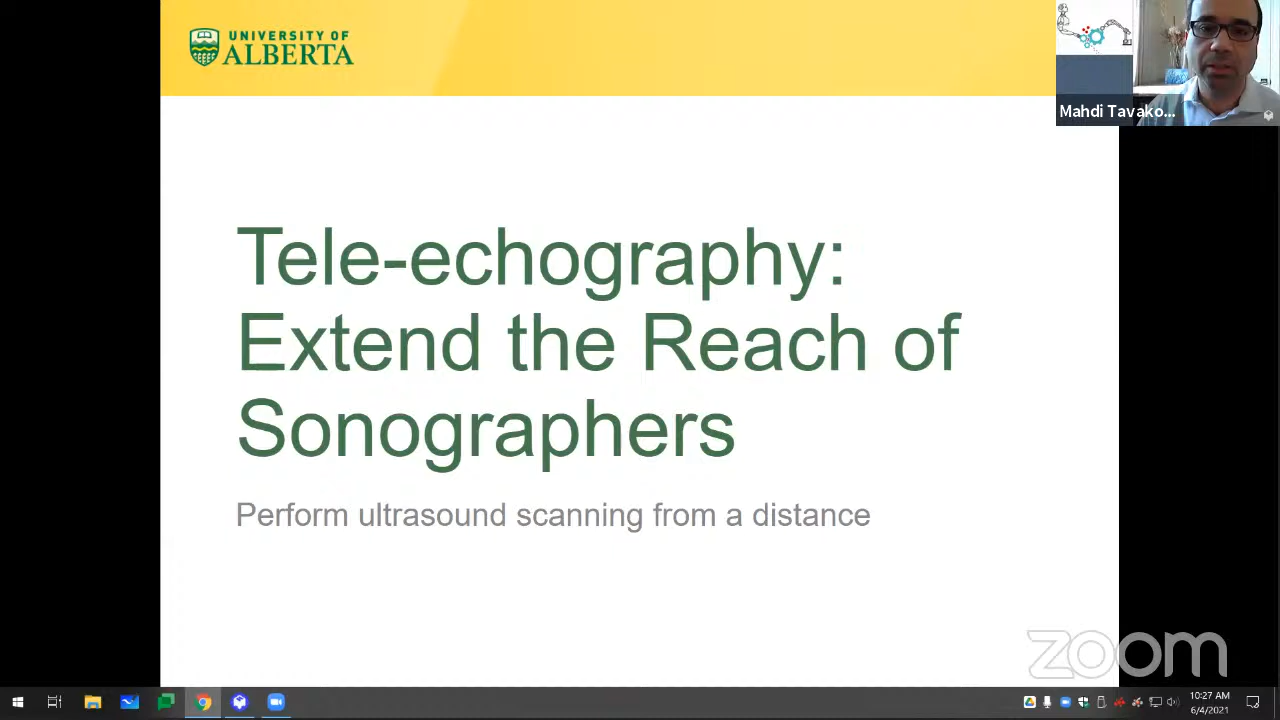 UNIVERSITY OF
ALBERTA
Mahdi Tavako...
Tele-echography:
Extend the Reach of
Sonographers
Perform ultrasound scanning from a distance
zoom
10:27 AM
6/4/2021